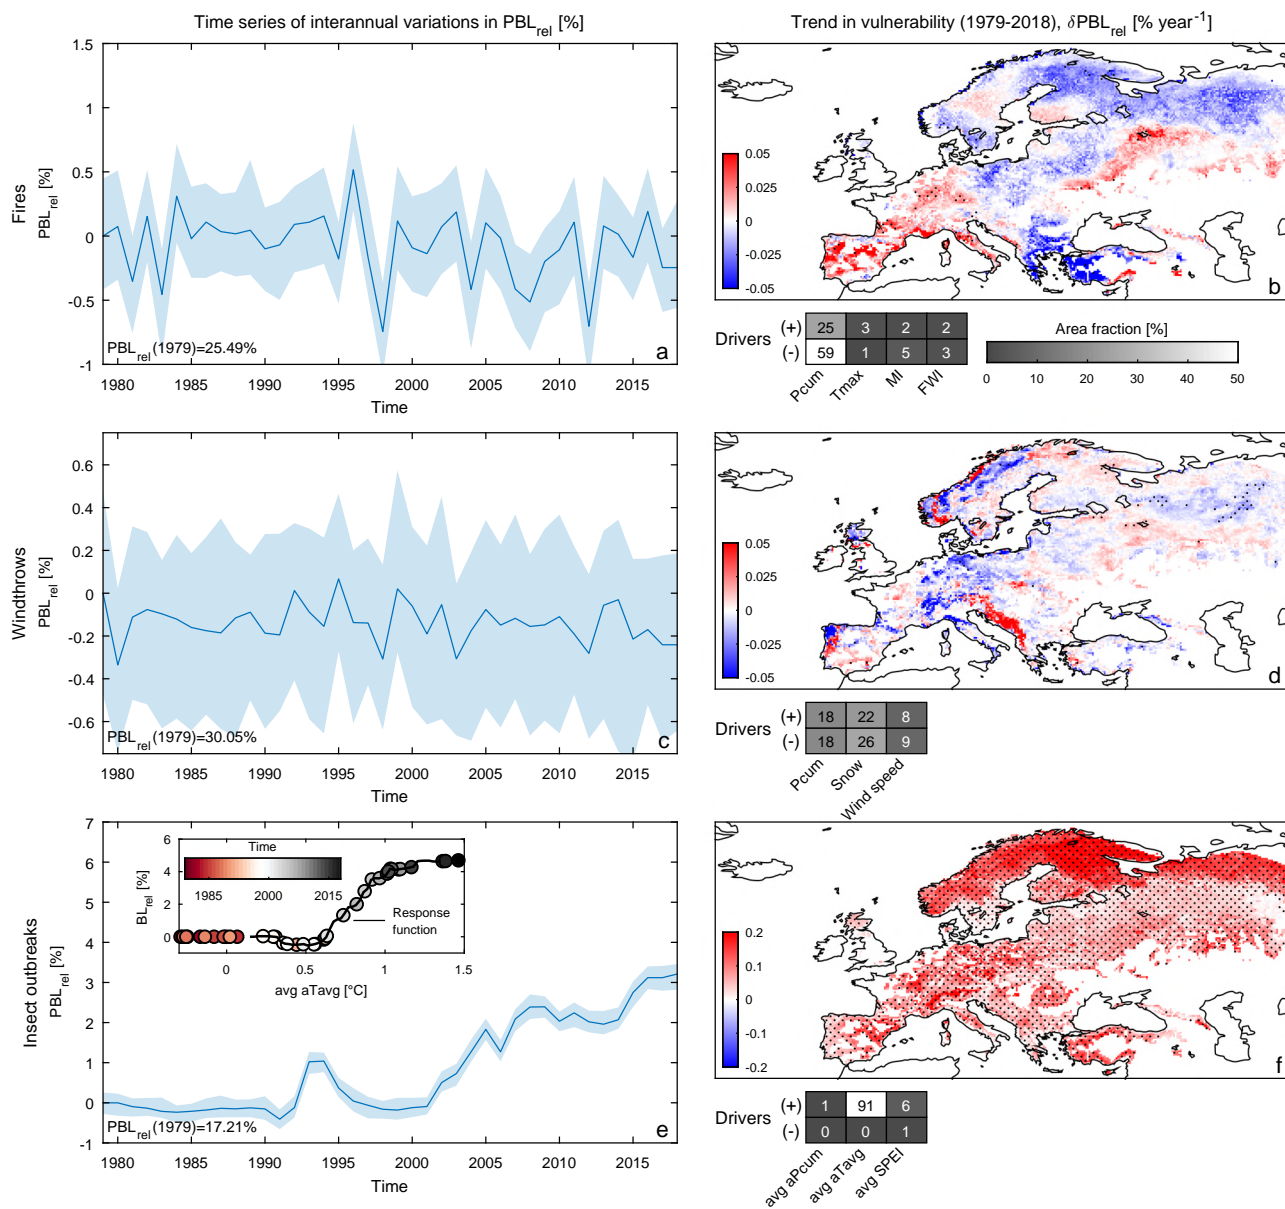 Time series of interannual variations in PBLrel [%]
Trend in vulnerability (1979-2018), δPBLrel [% year-1]
Fires
PBLrel [%]
1.5
1
0.5
0
-0.5
-1
PBLrel(1979)=25.49%
a
1980 1985 1990 1995 2000 2005 2010 2015
Time
0.05
0.025
0
-0.025
-0.05
b
Drivers
(+) 25 3 2 2
(-) 59 1 5 3
Pcum Tmax MI FWI
Area fraction [%]
0 10 20 30 40 50
Windthrows
PBLrel [%]
0.6
0.4
0.2
0
-0.2
-0.4
-0.6
PBLrel(1979)=30.05%
c
1980 1985 1990 1995 2000 2005 2010 2015
Time
0.05
0.025
0
-0.025
-0.05
d
Drivers
(+) 18 22 8
(-) 18 26 9
Pcum Snow Wind speed
Insect outbreaks
PBLrel [%]
7
6
5
4
3
2
1
0
-1
BLrel [%]
6
4
2
0
Time
1985 2000 2015
Response
function
0 0.5 1 1.5
avg aTavg [°C]
PBLrel(1979)=17.21%
e
1980 1985 1990 1995 2000 2005 2010 2015
Time
0.2
0.1
0
-0.1
-0.2
f
Drivers
(+) 1 91 6
(-) 0 0 1
avg aPcum avg aTavg avg SPEI